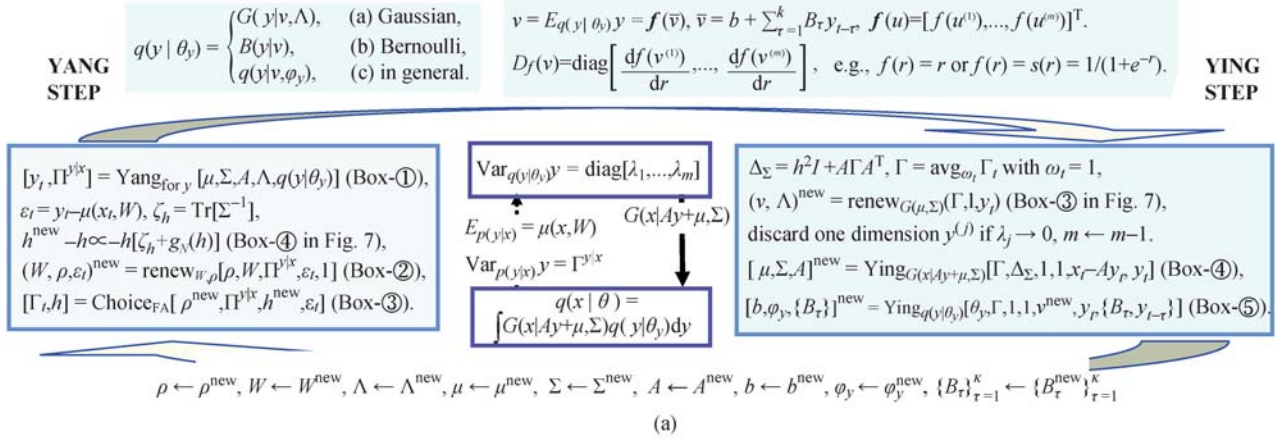 q(y | θ_y) = { G( y|v,Λ), (a) Gaussian,
B(y|v), (b) Bernoulli,
q(y|v,φ_y), (c) in general.
ν = E_{q(y | θ_y)} y = f(ν̄), ν̄ = b + ∑_{τ=1}^{k} B_τ y_{t−τ}, f(u)=[f(u^{(1)}),...,f(u^{(m)})]^T.
D_f(v)=diag[ df(v^{(1)})/dr ,..., df(v^{(m)})/dr ], e.g., f(r) = r or f(r) = s(r) = 1/(1+e^{-r}).
YANG
STEP
YING
STEP
[y_t ,Π^{y|x}] = Yang_{for y} [μ,Σ,A,Λ,q(y|θ_y)] (Box-①),
ε_t = y_t−μ(x_t,W), ζ_h = Tr[Σ^{−1}],
h^{new} −h∝−h[ζ_h+g_N(h)] (Box-④ in Fig. 7),
(W, ρ,ε_t)^{new} = renew_{W,ρ}[ρ,W,Π^{y|x},ε_t,1] (Box-②),
[Γ_t,h] = Choice_{FA}[ ρ^{new},Π^{y|x},h^{new},ε_t] (Box-③).
Var_{q(y|θ_y)}y = diag[λ_1,...,λ_m]
E_{p(y|x)} = μ(x,W)
Var_{p(y|x)} y = Γ^{y|x}
G(x|Ay+μ,Σ)
q(x | θ ) =
∫G(x|Ay+μ,Σ)q( y|θ_y)dy
Δ_Σ = h²I +AΓA^T, Γ = avg_{ω_t} Γ_t with ω_t = 1,
(v, Λ)^{new} = renew_{G(μ,Σ)}(Γ,1,y_t) (Box-③ in Fig. 7),
discard one dimension y^{(j)} if λ_j → 0, m ← m−1.
[ μ,Σ,A]^{new} = Ying_{G(x|Ay+μ,Σ)}[Γ,Δ_Σ,1,1,x_t−Ay_t, y_t] (Box-④),
[b,φ_y,{B_τ}]^{new} = Ying_{q(y|θ_y)}[θ_y,Γ,1,1,v^{new},y_t,{B_τ,y_{t−τ}}] (Box-⑤).
ρ ← ρ^{new}, W ← W^{new}, Λ ← Λ^{new}, μ ← μ^{new}, Σ ← Σ^{new}, A ← A^{new}, b ← b^{new}, φ_y ← φ_y^{new}, {B_τ}_{τ=1}^{κ} ← {B_τ^{new}}_{τ=1}^{κ}
(a)